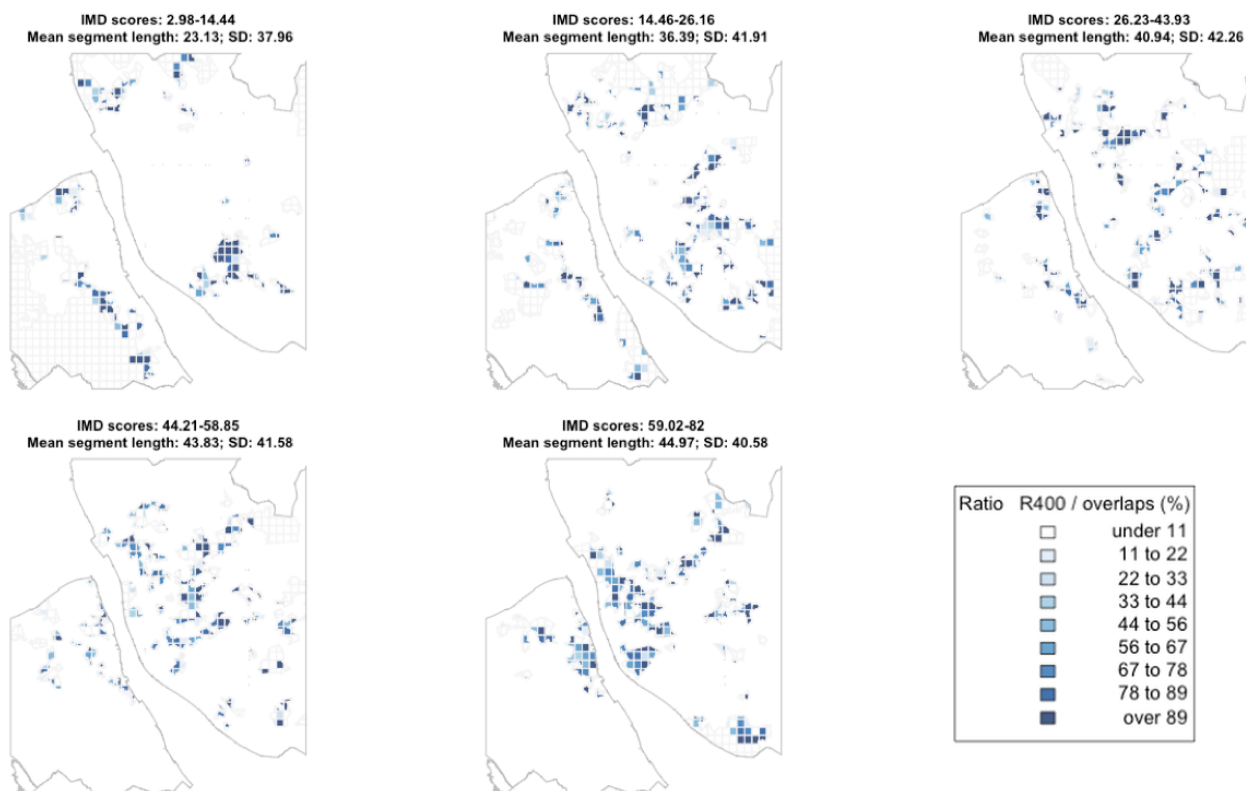 IMD scores: 2.98-14.44
Mean segment length: 23.13; SD: 37.96
IMD scores: 14.46-26.16
Mean segment length: 36.39; SD: 41.91
IMD scores: 26.23-43.93
Mean segment length: 40.94; SD: 42.26
IMD scores: 44.21-58.85
Mean segment length: 43.83; SD: 41.58
IMD scores: 59.02-82
Mean segment length: 44.97; SD: 40.58
Ratio R400 / overlaps (%)
under 11
11 to 22
22 to 33
33 to 44
44 to 56
56 to 67
67 to 78
78 to 89
over 89